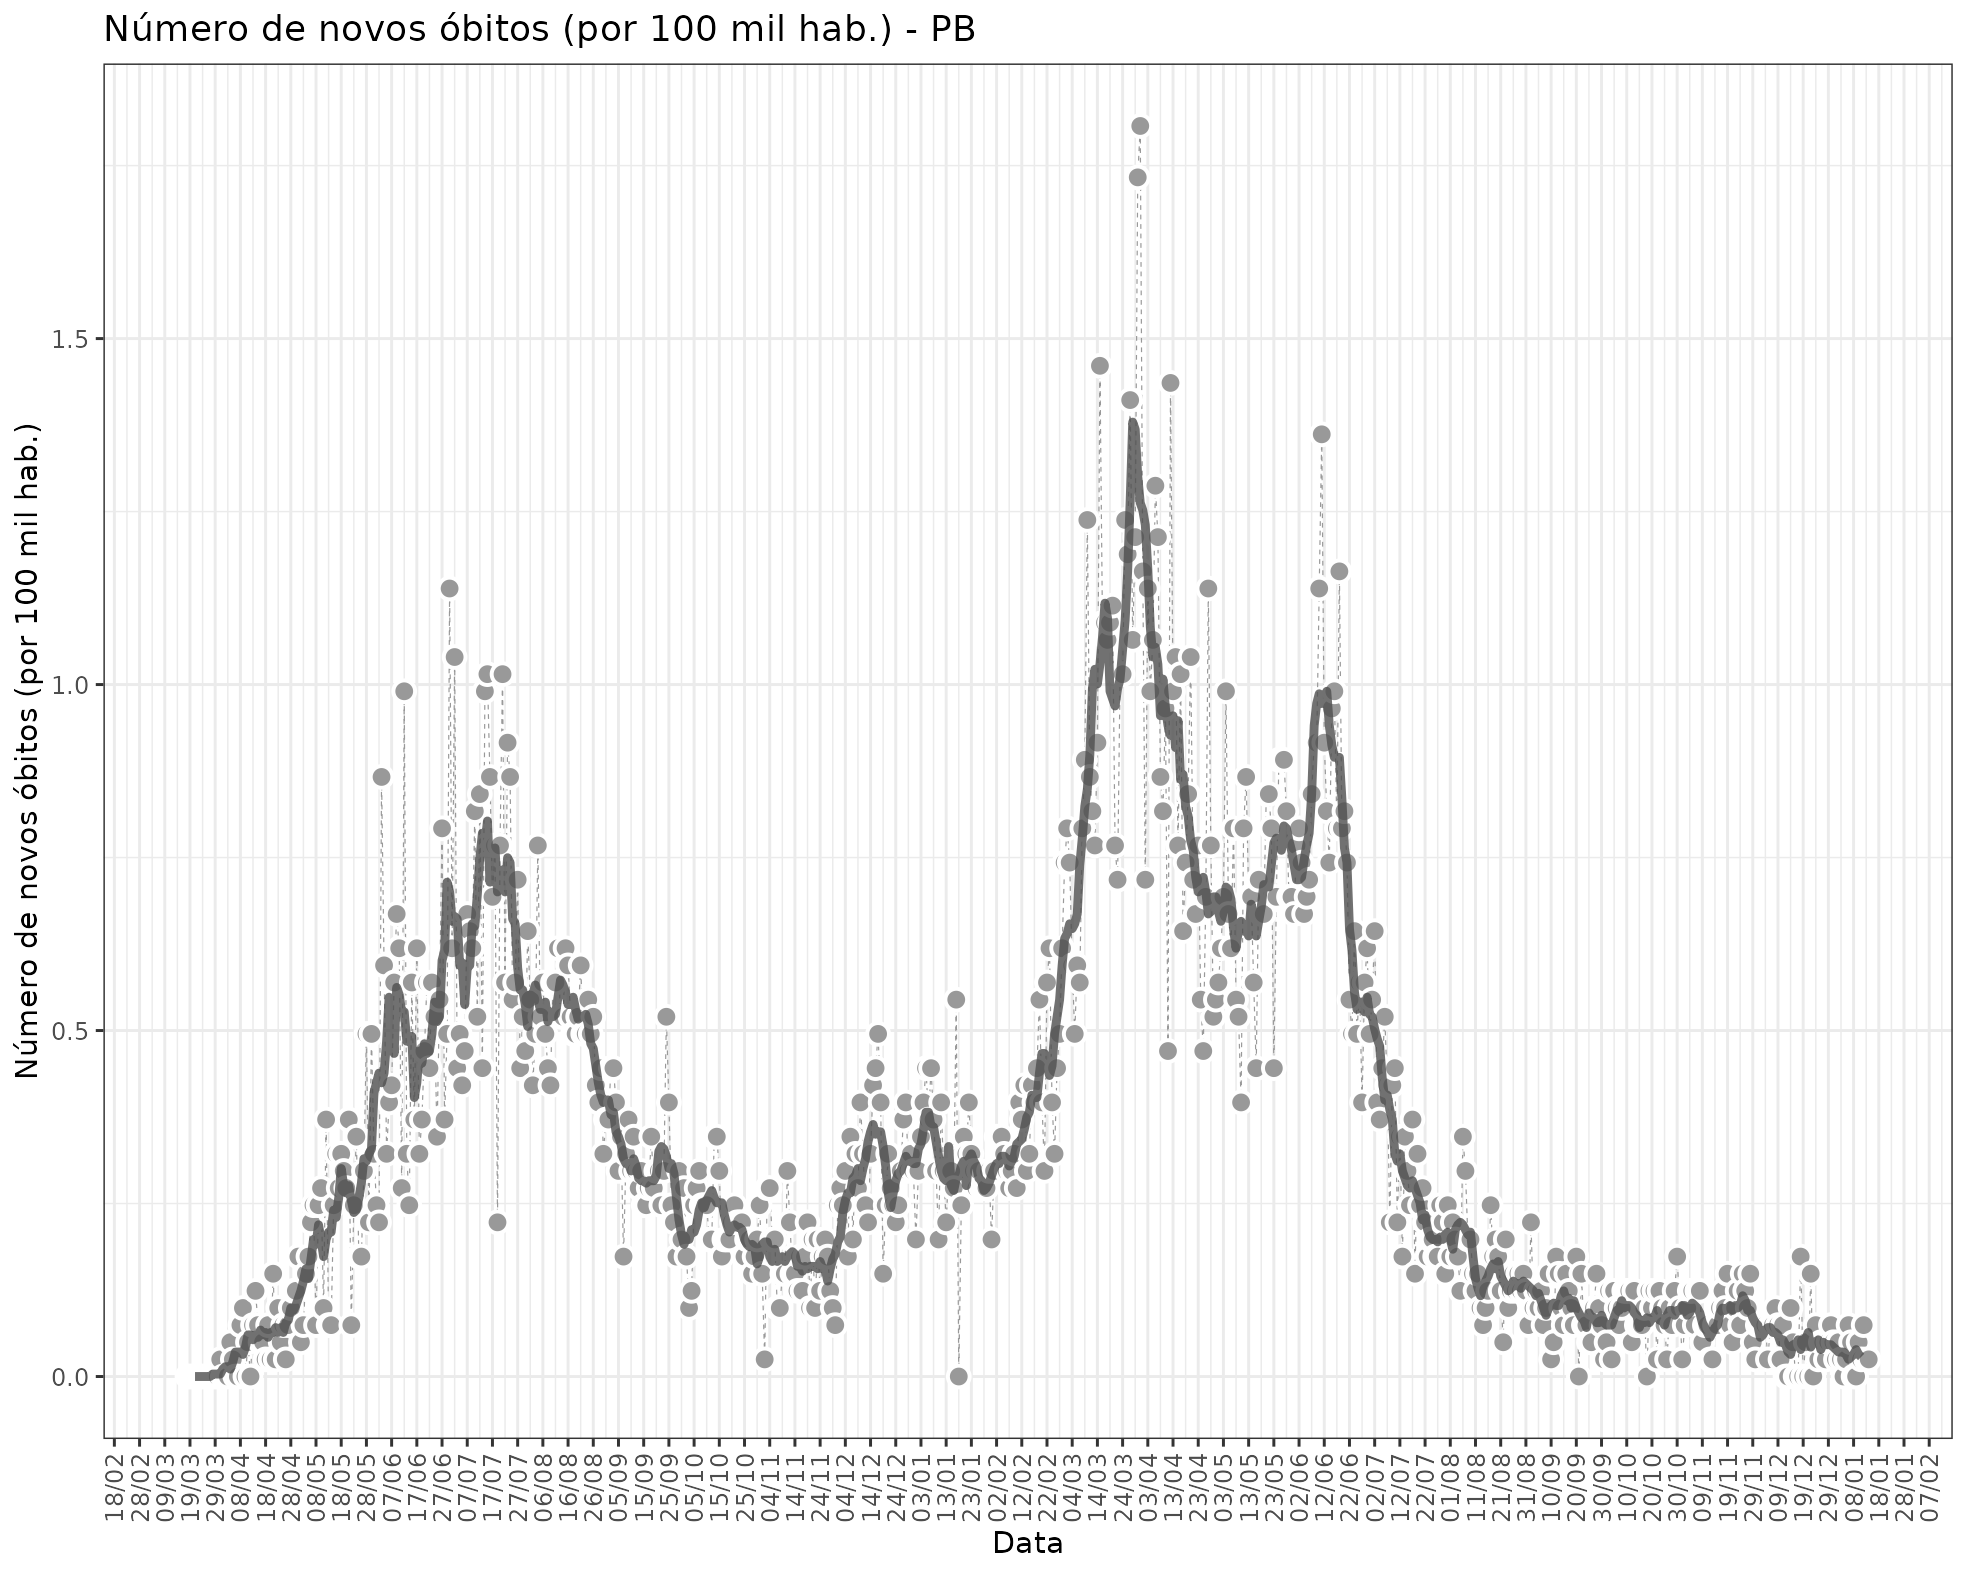 Número de novos óbitos (por 100 mil hab.) - PB
Número de novos óbitos (por 100 mil hab.)
1.5
1.0
0.5
0.0
18/02 28/02 09/03 19/03 29/03 08/04 18/04 28/04 08/05 18/05 28/05 07/06 17/06 27/06 07/07 17/07 27/07 06/08 16/08 26/08 05/09 15/09 25/09 05/10 15/10 25/10 04/11 14/11 24/11 04/12 14/12 24/12 03/01 13/01 23/01 02/02 12/02 22/02 04/03 14/03 24/03 03/04 13/04 23/04 03/05 13/05 23/05 02/06 12/06 22/06 02/07 12/07 22/07 01/08 11/08 21/08 31/08 10/09 20/09 30/09 10/10 20/10 30/10 09/11 19/11 29/11 09/12 19/12 29/12 08/01 18/01 28/01 07/02
Data